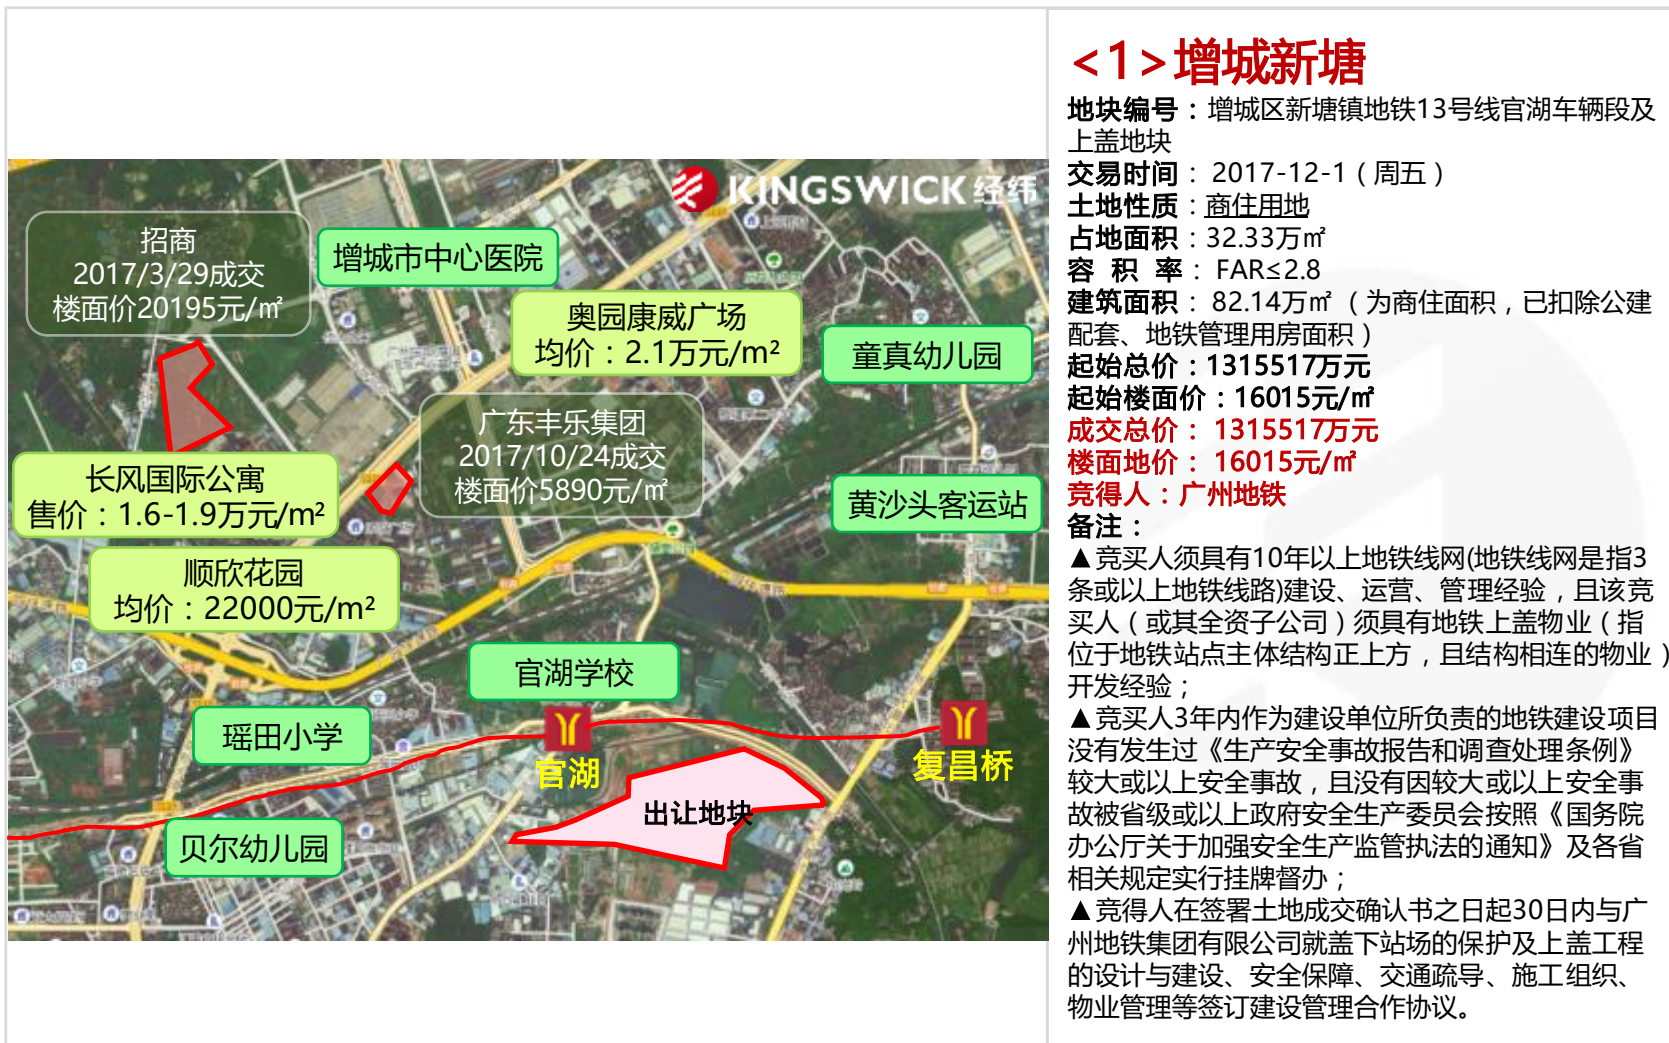 <1>增城新塘
地块编号：增城区新塘镇地铁13号线官湖车辆段及
上盖地块
交易时间：2017-12-1（周五）
土地性质：商住用地
占地面积：32.33万㎡
容 积 率：FAR≤2.8
建筑面积：82.14万㎡（为商住面积，已扣除公建
配套、地铁管理用房面积）
起始总价：1315517万元
起始楼面价：16015元/㎡
成交总价：1315517万元
楼面地价：16015元/㎡
竞得人：广州地铁
备注：
▲竞买人须具有10年以上地铁线网(地铁线网是指3
条或以上地铁线路)建设、运营、管理经验，且该竞
买人（或其全资子公司）须具有地铁上盖物业（指
位于地铁站点主体结构正上方，且结构相连的物业）
开发经验；
▲竞买人3年内作为建设单位所负责的地铁建设项目
没有发生过《生产安全事故报告和调查处理条例》
较大或以上安全事故，且没有因较大或以上安全事
故被省级或以上政府安全生产委员会按照《国务院
办公厅关于加强安全生产监管执法的通知》及各省
相关规定实行挂牌督办；
▲竞得人在签署土地成交确认书之日起30日内与广
州地铁集团有限公司就盖下站场的保护及上盖工程
的设计与建设、安全保障、交通疏导、施工组织、
物业管理等签订建设管理合作协议。
KINGSWICK 经纬
招商
2017/3/29成交
楼面价20195元/㎡
增城市中心医院
奥园康威广场
均价：2.1万元/m²
童真幼儿园
广东丰乐集团
2017/10/24成交
楼面价5890元/㎡
长风国际公寓
售价：1.6-1.9万元/m²
黄沙头客运站
顺欣花园
均价：22000元/m²
官湖学校
瑶田小学
官湖
复昌桥
出让地块
贝尔幼儿园